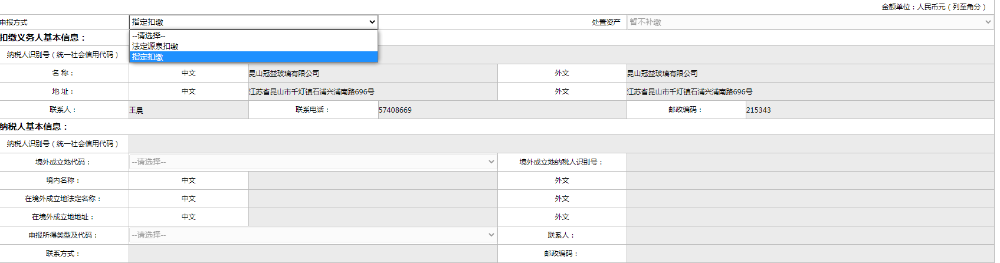 金额单位：人民币元（列至角分）
申报方式 指定扣缴 处置资产 暂不补缴
--请选择--
法定源泉扣缴
指定扣缴
扣缴义务人基本信息：
纳税人识别号（统一社会信用代码）
名 称： 中文 昆山冠益玻璃有限公司 外文 昆山冠益玻璃有限公司
地 址： 中文 江苏省昆山市千灯镇石浦兴浦南路696号 外文 江苏省昆山市千灯镇石浦兴浦南路696号
联系人： 王晨 联系电话： 57408669 邮政编码： 215343
纳税人基本信息：
纳税人识别号（统一社会信用代码）
境外成立地代码： --请选择-- 境外成立地纳税人识别号：
境内名称： 中文 外文
在境外成立地法定名称： 中文 外文
在境外成立地地址： 中文 外文
申报所得类型及代码： --请选择-- 联系人：
联系方式： 邮政编码：